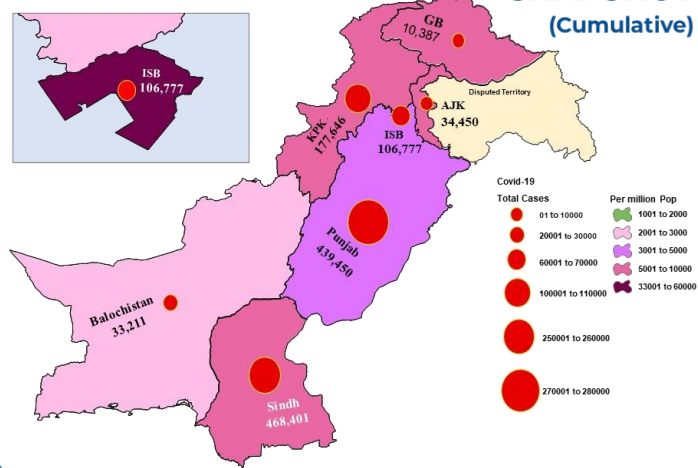 (Cumulative)
ISB
106,777
GB
10,387
Disputed Territory
AJK
34,450
KPK
177,646
ISB
106,777
Punjab
439,450
Balochistan
33,211
Sindh
468,401
Covid-19
Total Cases
01 to 10000
20001 to 30000
60001 to 70000
100001 to 110000
250001 to 260000
270001 to 280000
Per million Pop
1001 to 2000
2001 to 3000
3001 to 5000
5001 to 10000
33001 to 60000